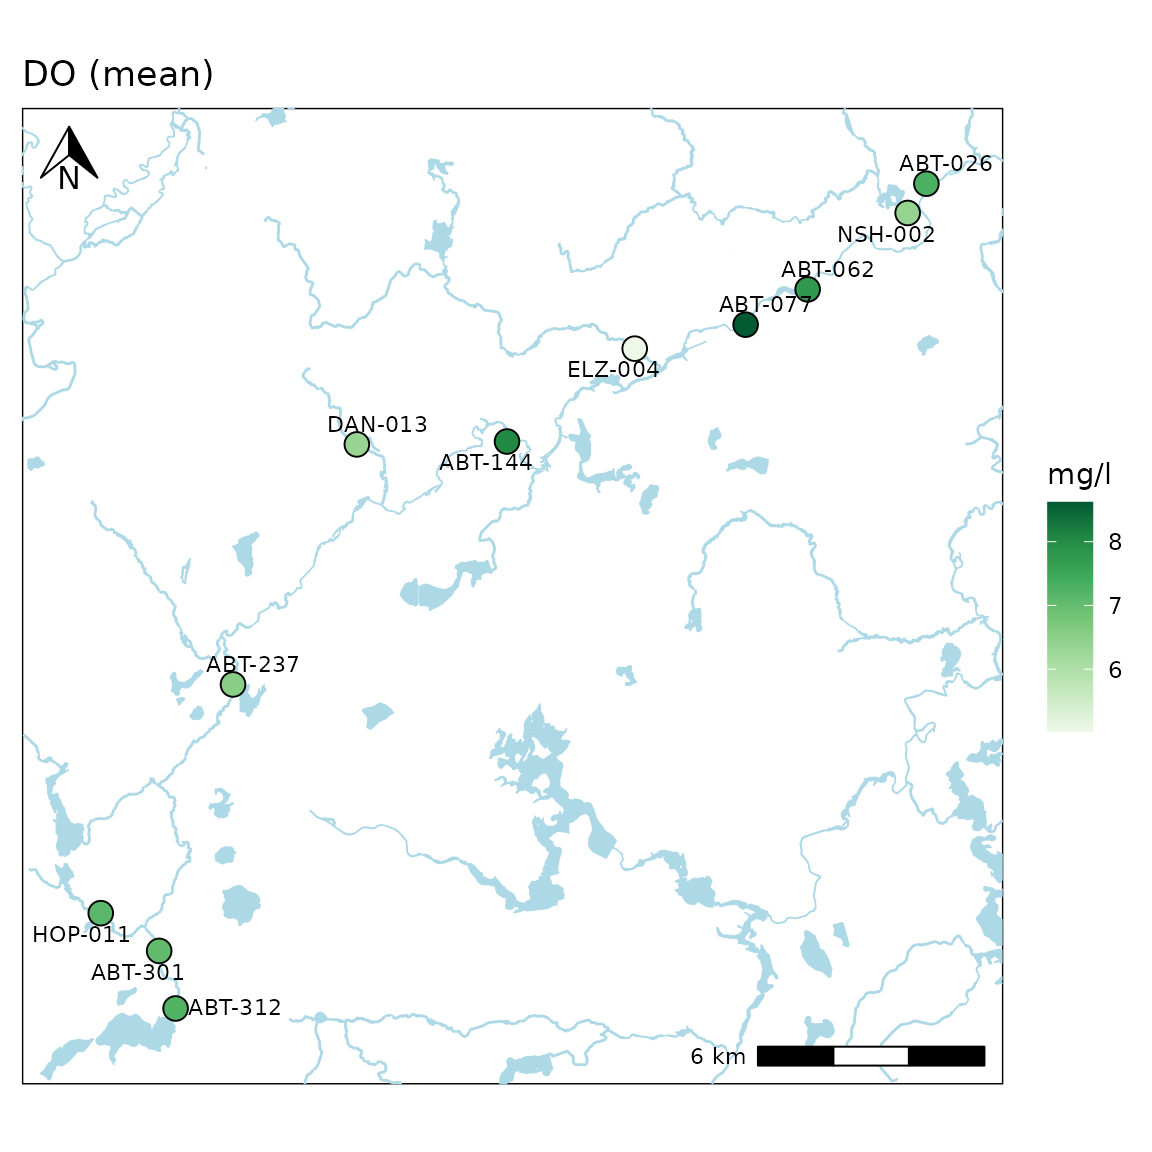 DO (mean)
N
ABT-026
NSH-002
ABT-062
ABT-077
ELZ-004
DAN-013
ABT-144
mg/l
8
7
6
ABT-237
HOP-011
ABT-301
ABT-312
6 km